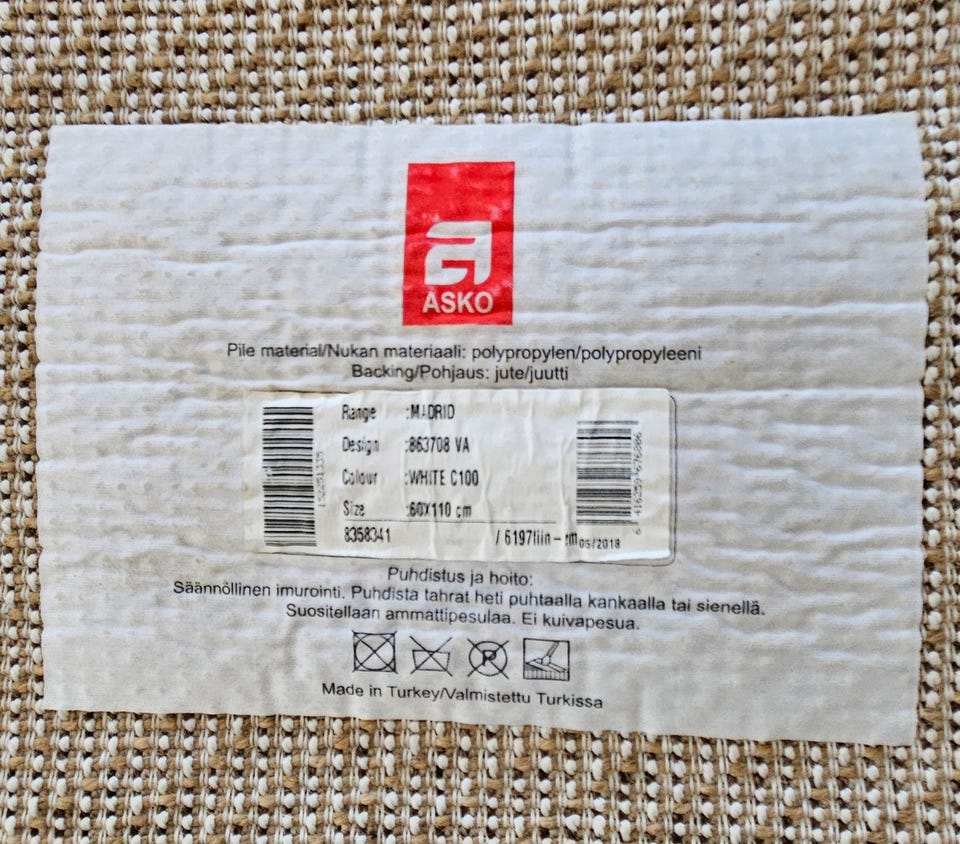 ASKO
Pile material/Nukan materiaali: polypropylen/polypropyleeni
Backing/Pohjaus: jute/juutti
Range :MADRID
Design :863708 VA
Colour :WHITE C100
Size :60X110 cm
8358341 / 6197
05/2018
Puhdistus ja hoito:
Säännöllinen imurointi. Puhdista tahrat heti puhtaalla kankaalla tai sienellä.
Suositellaan ammattipesulaa. Ei kuivapesua.
P
Made in Turkey/Valmistettu Turkissa